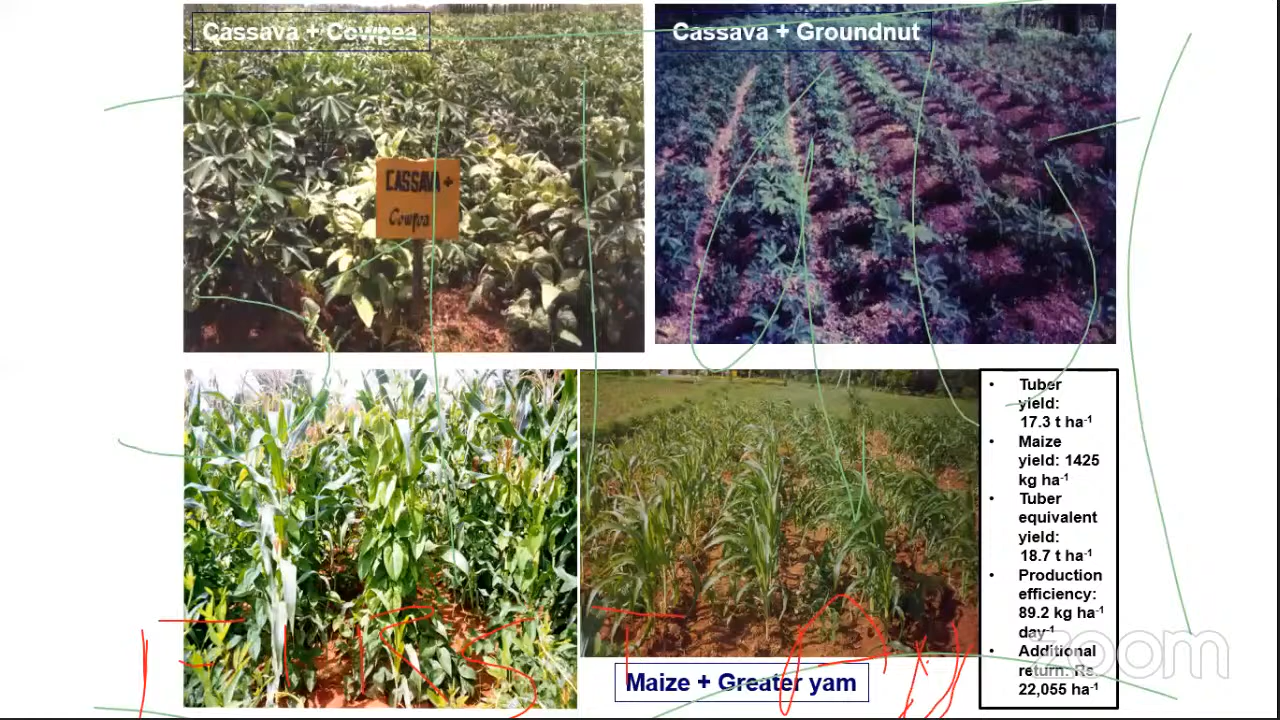 Cassava + Cowpea
Cassava + Groundnut
CASSAVA +
Cowpea
• Tuber
yield:
17.3 t ha⁻¹
• Maize
yield: 1425
kg ha⁻¹
• Tuber
equivalent
yield:
18.7 t ha⁻¹
• Production
efficiency:
89.2 kg ha⁻¹
day⁻¹
• Additional
return: Rs.
22,055 ha⁻¹
Maize + Greater yam
zoom